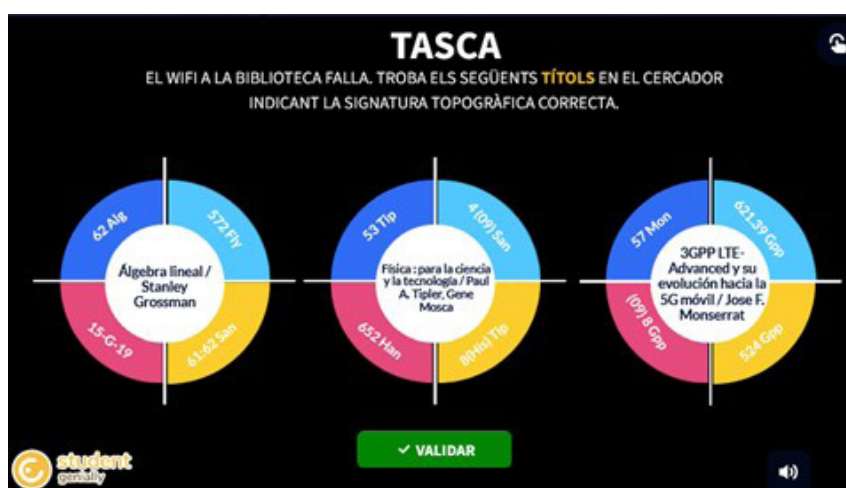 TASCA
EL WIFI A LA BIBLIOTECA FALLA. TROBA ELS SEGÜENTS TÍTOLS EN EL CERCADOR
INDICANT LA SIGNATURA TOPOGRÀFICA CORRECTA.
62 Alg
572 Fly
Álgebra lineal /
Stanley
Grossman
15-G-19
61:62 San
53 Tip
4 (09) San
Física : para la ciencia
y la tecnología / Paul
A. Tipler, Gene
Mosca
652 Han
8(His) Tip
57 Mon
621.39 Gpp
3GPP LTE-
Advanced y su
evolución hacia la
5G móvil / Jose F.
Monserrat
(09) 8 Gpp
524 Gpp
VALIDAR
student
genially